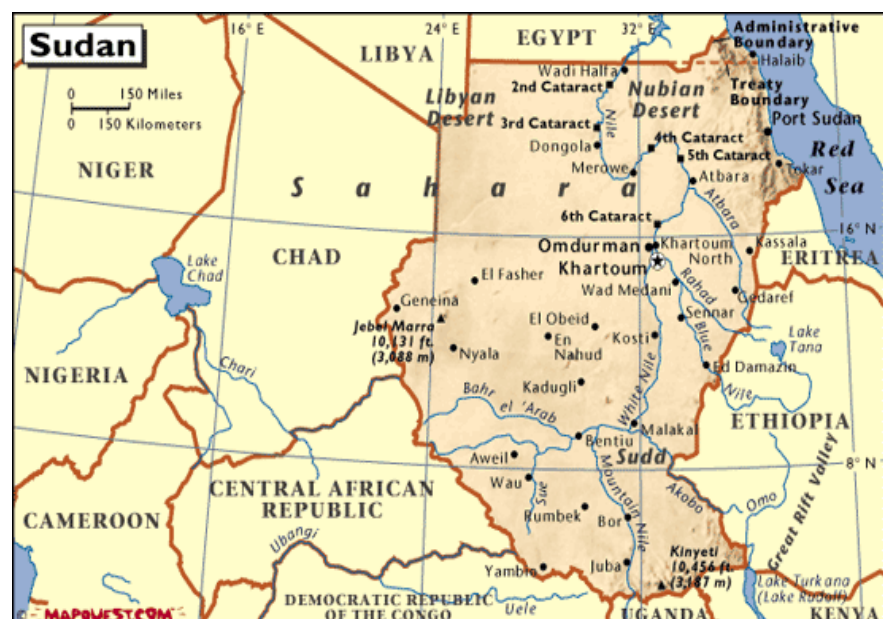 Sudan
16°E
24°E
32°E
0 150 Miles
0 150 Kilometers
LIBYA
EGYPT
Administrative
Boundary
Halaib
Treaty
Boundary
Port Sudan
Red
Sea
Tokar
Wadi Halfa
2nd Cataract
Nubian
Desert
Libyan
Desert
3rd Cataract
Nile
4th Cataract
5th Cataract
Dongola
Merowe
Atbara
Atbara
NIGER
Sahara
6th Cataract
16°N
Omdurman
Khartoum
North
Khartoum
Kassala
ERITREA
CHAD
Lake
Chad
El Fasher
Wad Medani
Rahad
Gedaref
Geneina
Jebel Marra
10,131 ft.
(3,088 m)
Nyala
El Obeid
En
Nahud
Kosti
Sennar
Blue
Nile
Lake
Tana
Ed Damazin
NIGERIA
Chari
Kadugli
White Nile
Bahr
el 'Arab
Malakal
Bentiu
Sudd
ETHIOPIA
8°N
Aweil
Wau
Sue
Mountain Nile
Akobo
Omo
Great Rift Valley
CENTRAL AFRICAN
REPUBLIC
CAMEROON
Ubangi
Rumbek
Bor
Juba
Yambio
Kinyeti
10,456 ft.
(3,187 m)
Lake Turkana
(Lake Rudolf)
DEMOCRATIC REPUBLIC
OF THE CONGO
Uele
UGANDA
KENYA
© MAPQUEST.COM